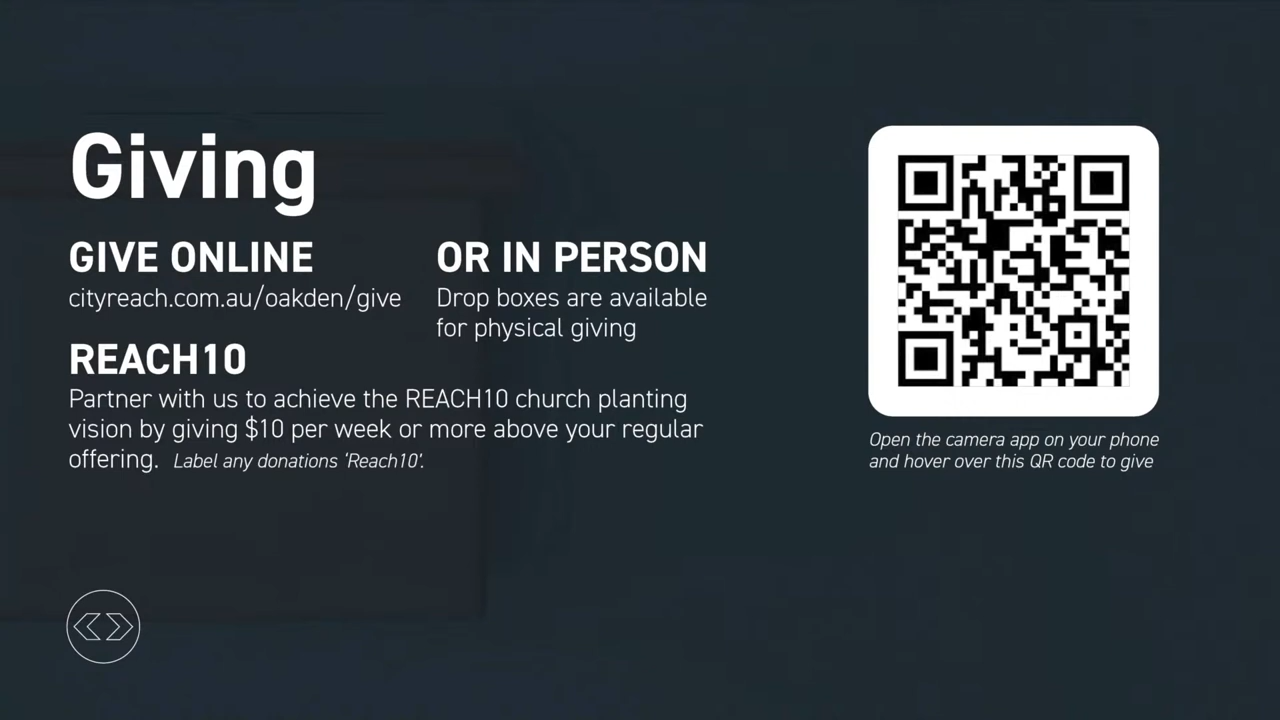 Giving
GIVE ONLINE
cityreach.com.au/oakden/give
OR IN PERSON
Drop boxes are available
for physical giving
REACH10
Partner with us to achieve the REACH10 church planting
vision by giving $10 per week or more above your regular
offering. Label any donations ‘Reach10’.
Open the camera app on your phone
and hover over this QR code to give